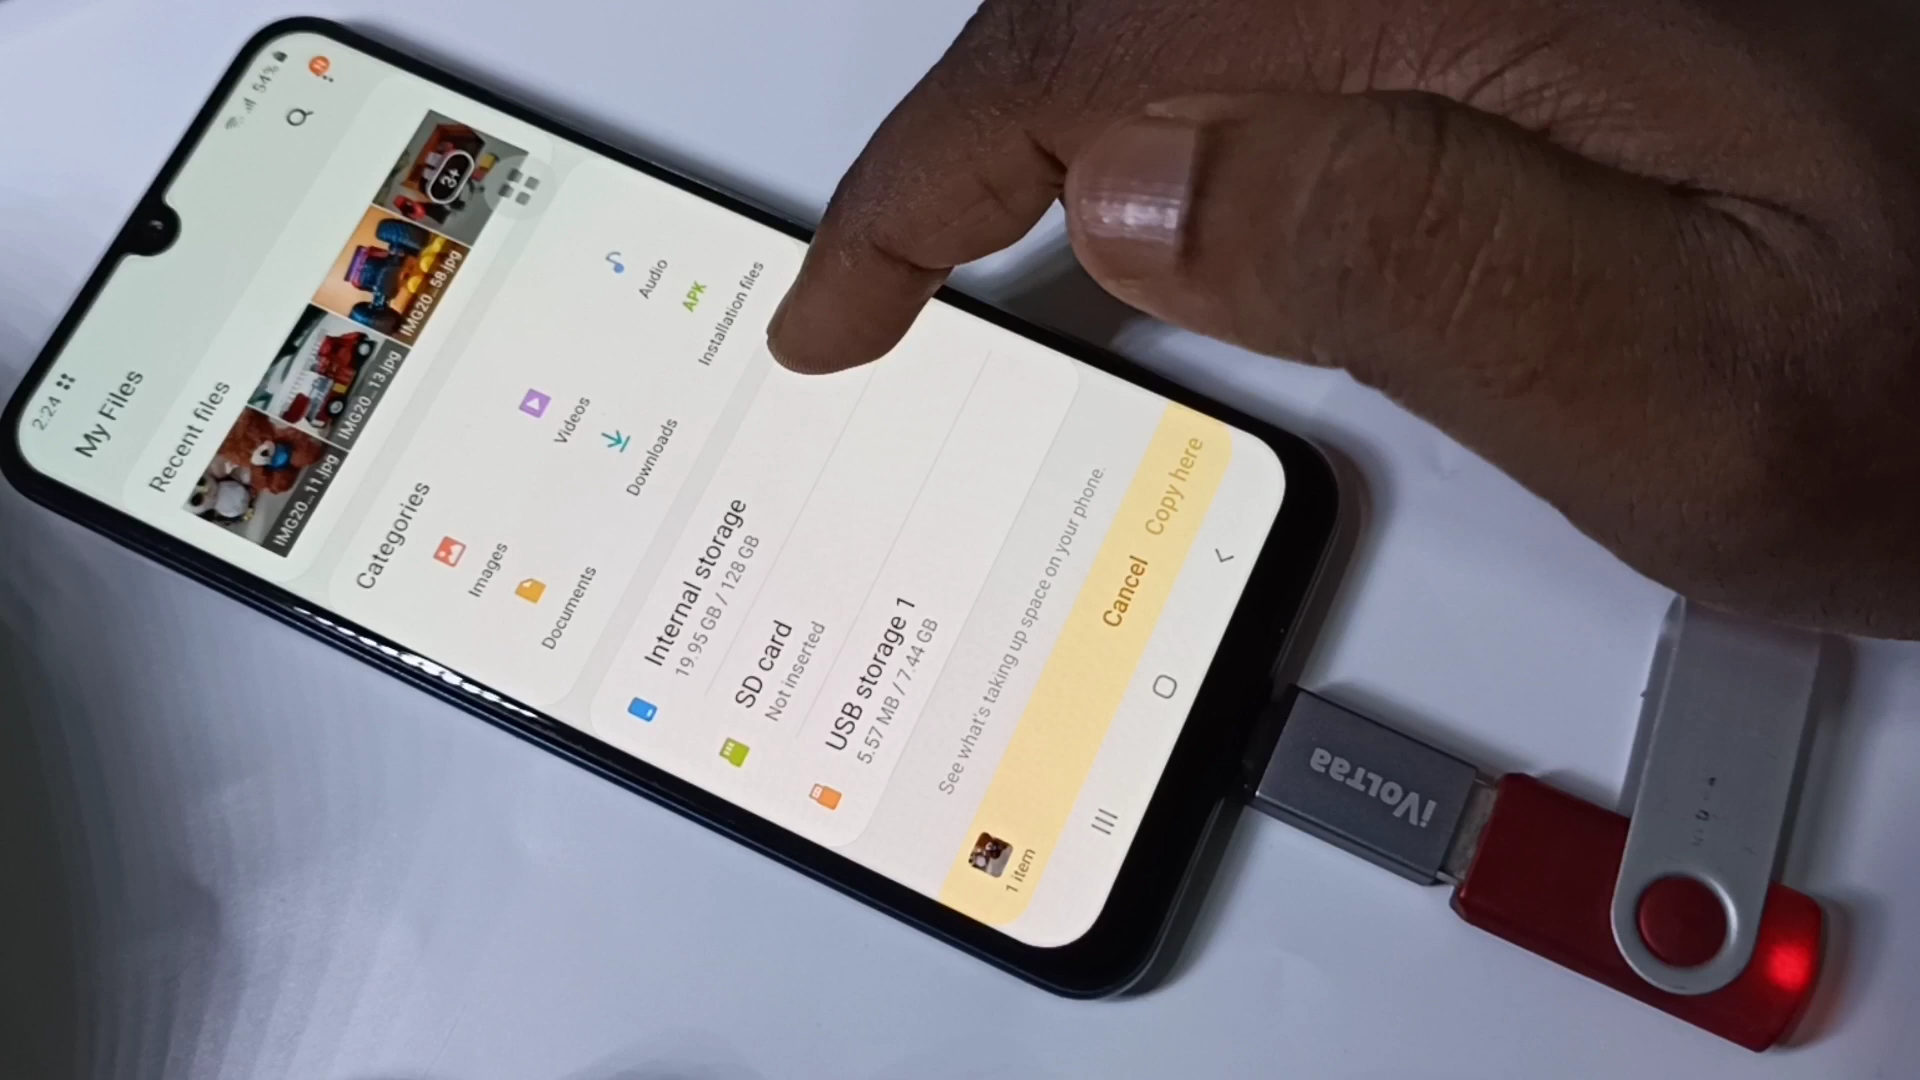 2:24
54%
My Files
Recent files
IMG20...11.jpg
IMG20...13.jpg
IMG20...58.jpg
3+
Categories
Images
Videos
Audio
Documents
Downloads
APK
Installation files
Internal storage
19.95 GB / 128 GB
SD card
Not inserted
USB storage 1
5.57 MB / 7.44 GB
See what's taking up space on your phone.
1 item
Cancel
Copy here
iVOLTAA